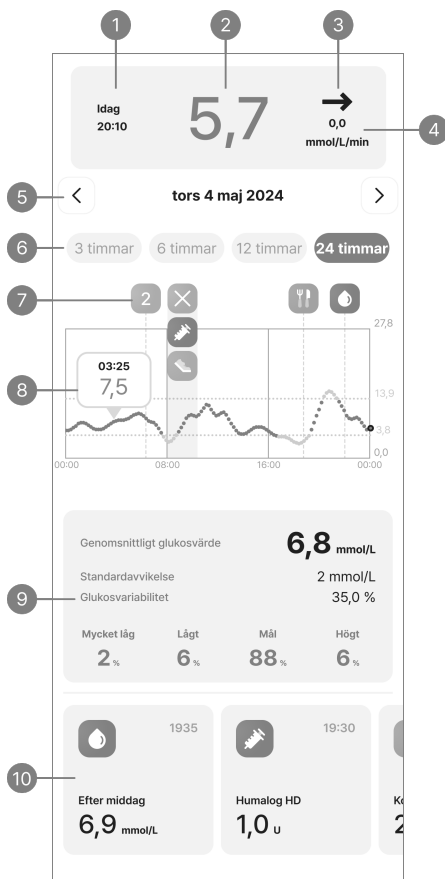 1 2 3
Idag
20:10
5,7
0,0
mmol/L/min
4
5
tors 4 maj 2024
6
3 timmar 6 timmar 12 timmar 24 timmar
7
2
27,8
8
03:25
7,5
13,9
3,8
0,0
00:00 08:00 16:00 00:00
Genomsnittligt glukosvärde 6,8 mmol/L
Standardavvikelse 2 mmol/L
9
Glukosvariabilitet 35,0 %
Mycket låg Lågt Mål Högt
2 % 6 % 88 % 6 %
1935 19:30
10
Efter middag Humalog HD
6,9 mmol/L 1,0 U